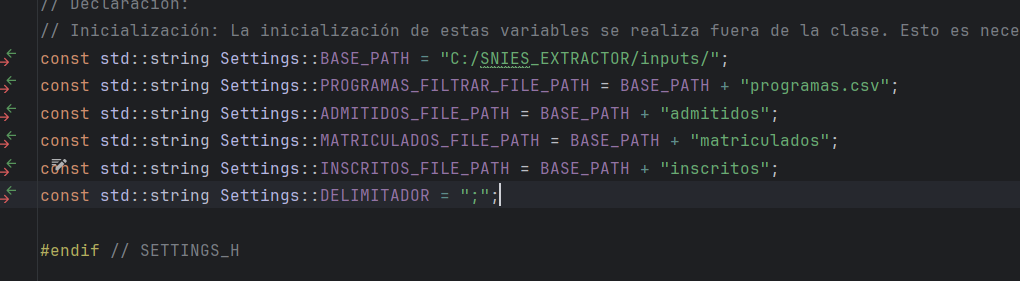 // Declaración:
// Inicialización: La inicialización de estas variables se realiza fuera de la clase. Esto es nece
const std::string Settings::BASE_PATH = "C:/SNIES_EXTRACTOR/inputs/";
const std::string Settings::PROGRAMAS_FILTRAR_FILE_PATH = BASE_PATH + "programas.csv";
const std::string Settings::ADMITIDOS_FILE_PATH = BASE_PATH + "admitidos";
const std::string Settings::MATRICULADOS_FILE_PATH = BASE_PATH + "matriculados";
const std::string Settings::INSCRITOS_FILE_PATH = BASE_PATH + "inscritos";
const std::string Settings::DELIMITADOR = ";";
#endif // SETTINGS_H